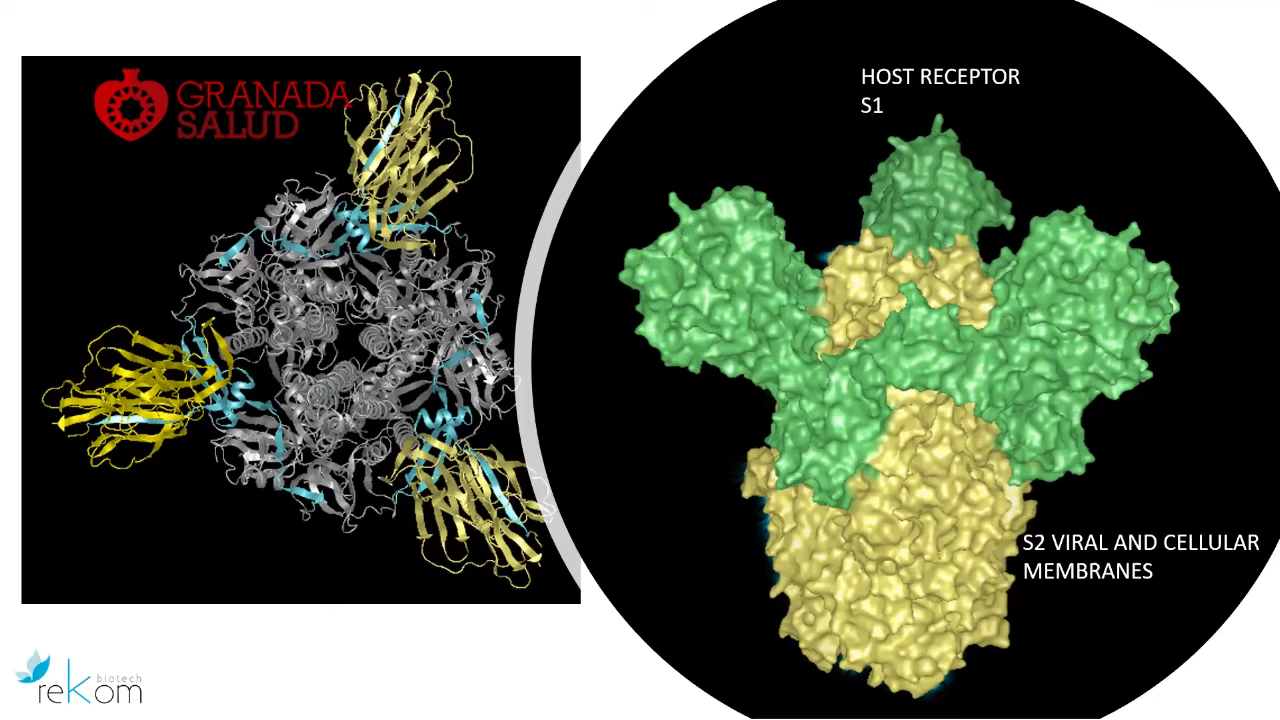 GRANADA
SALUD
HOST RECEPTOR
S1
S2 VIRAL AND CELLULAR
MEMBRANES
biotech
rekom